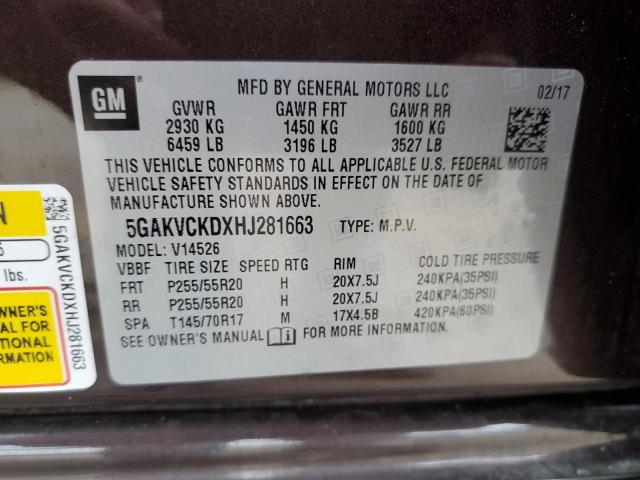 GM
MFD BY GENERAL MOTORS LLC 02/17
GVWR GAWR FRT GAWR RR
2930 KG 1450 KG 1600 KG
6459 LB 3196 LB 3527 LB
THIS VEHICLE CONFORMS TO ALL APPLICABLE U.S. FEDERAL MOTOR
VEHICLE SAFETY STANDARDS IN EFFECT ON THE DATE OF
MANUFACTURE SHOWN ABOVE.
5GAKVCKDXHJ281663 TYPE: M.P.V.
MODEL: V14526
VBBF TIRE SIZE SPEED RTG RIM COLD TIRE PRESSURE
FRT P255/55R20 H 20X7.5J 240KPA(35PSI)
RR P255/55R20 H 20X7.5J 240KPA(35PSI)
SPA T145/70R17 M 17X4.5B 420KPA(60PSI)
SEE OWNER'S MANUAL FOR MORE INFORMATION.
lbs.
OWNER'S
FOR
5GAKVCKDXHJ281663